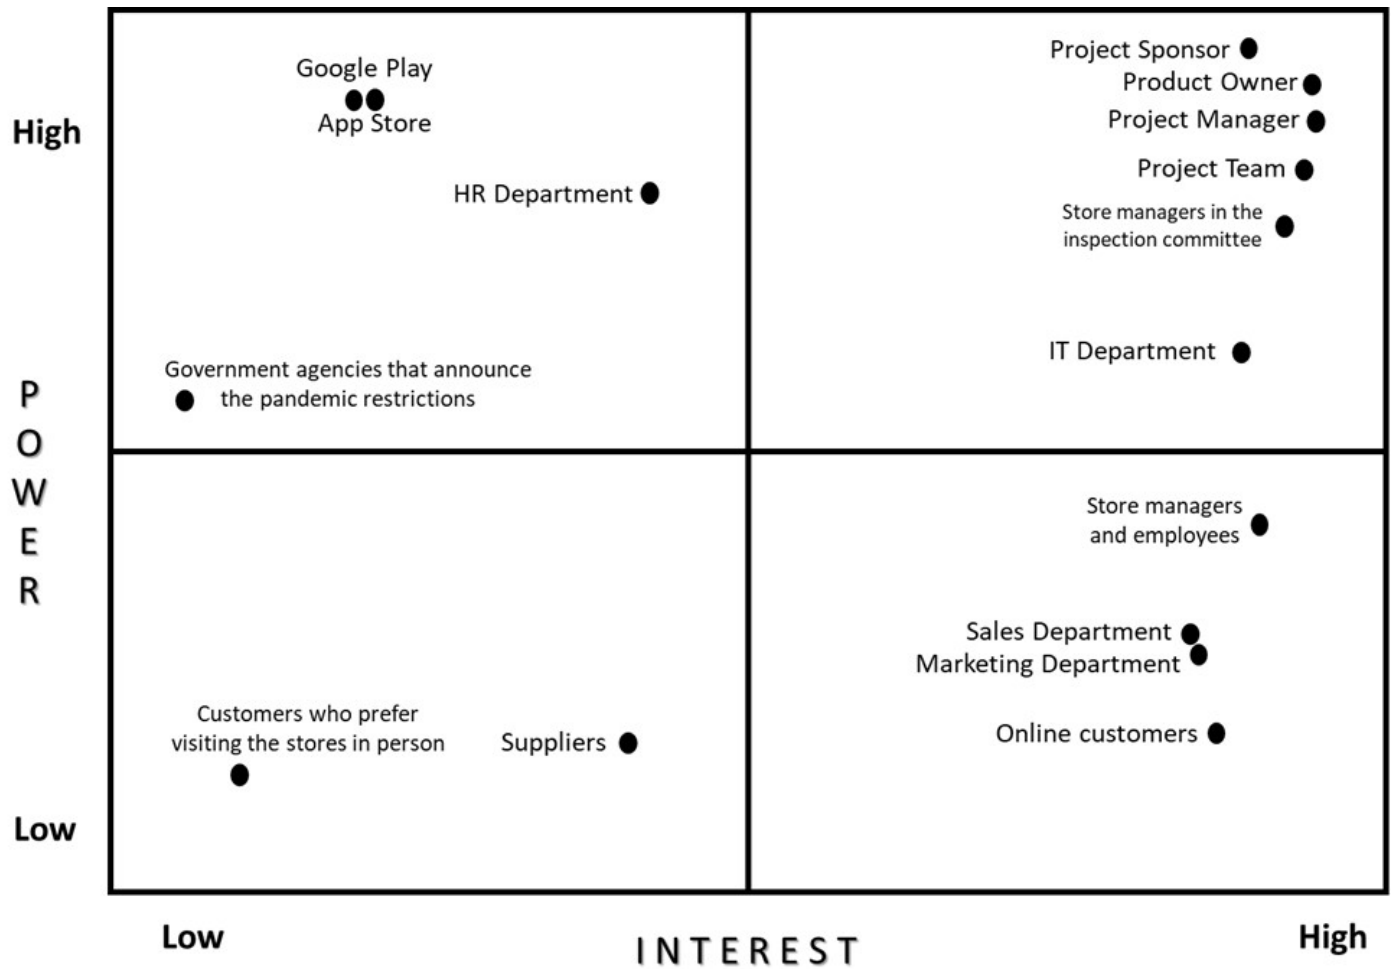 Google Play
App Store
HR Department
Government agencies that announce
the pandemic restrictions
Project Sponsor
Product Owner
Project Manager
Project Team
Store managers in the
inspection committee
IT Department
Customers who prefer
visiting the stores in person
Suppliers
Store managers
and employees
Sales Department
Marketing Department
Online customers
High
P
O
W
E
R
Low
Low
INTEREST
High